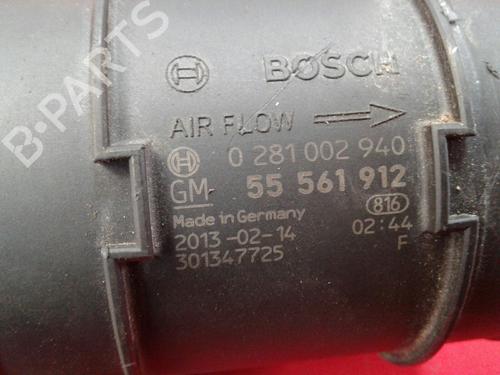 BOSCH
AIR FLOW
0 281 002 940
GM 55 561 912
816
Made in Germany
2013-02-14 02:44
301347725 F
B-PARTS